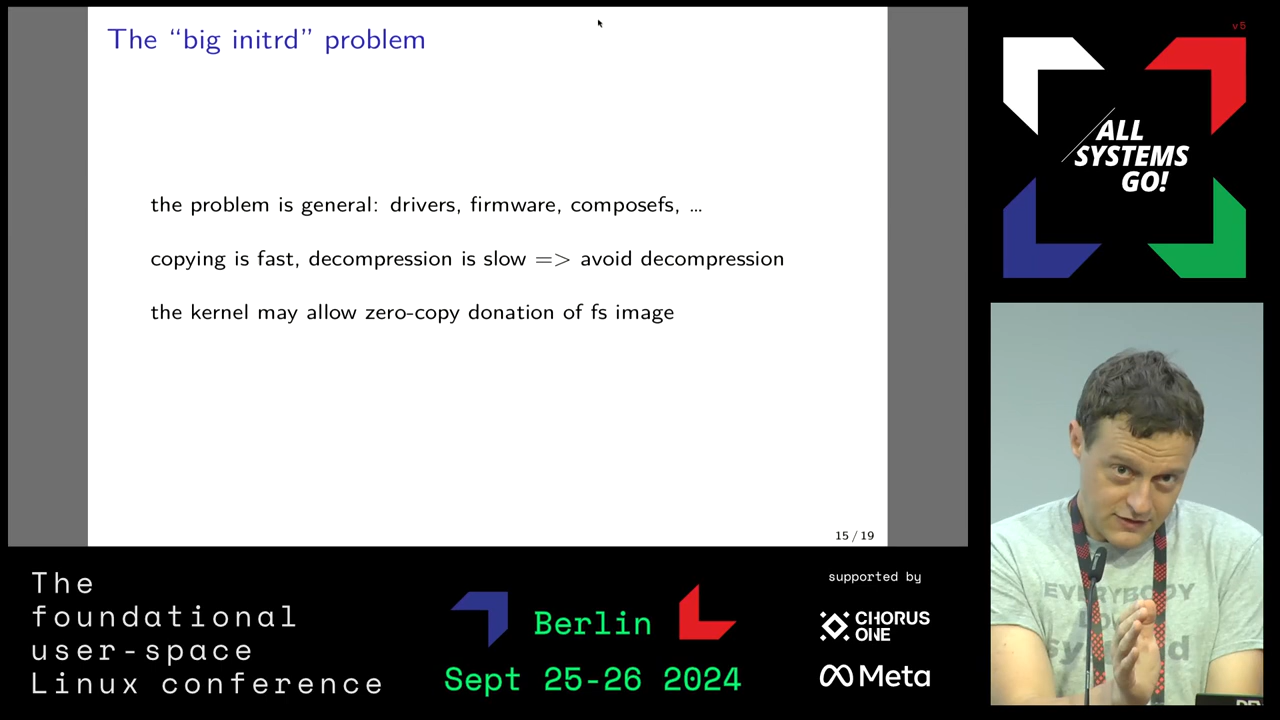 The “big initrd” problem
the problem is general: drivers, firmware, composefs, …
copying is fast, decompression is slow => avoid decompression
the kernel may allow zero-copy donation of fs image
15 / 19
v5
ALL
SYSTEMS
GO!
EVERYBODY
The
foundational
user-space
Linux conference
Berlin
Sept 25-26 2024
supported by
CHORUS
ONE
Meta